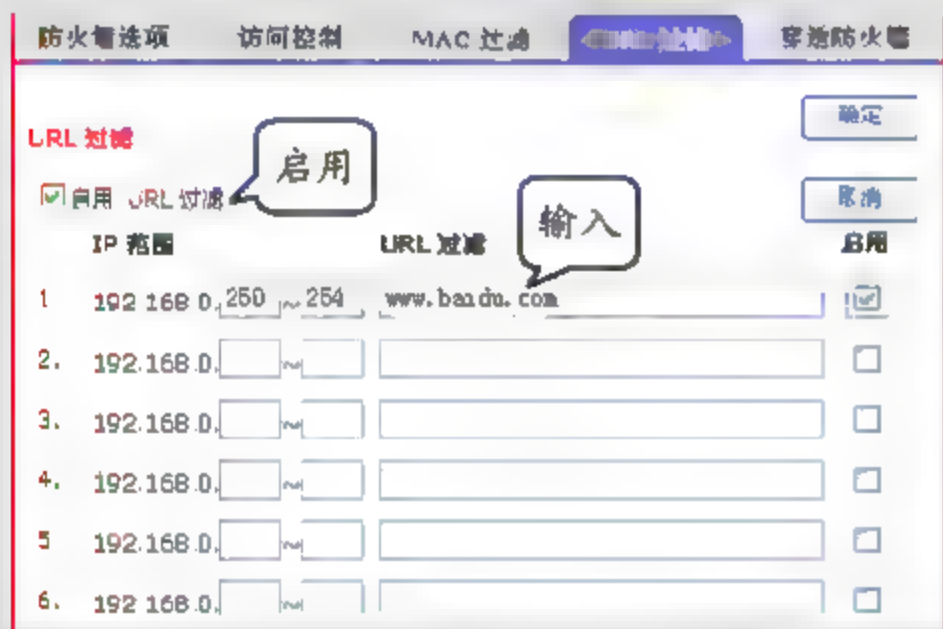 防火墙选项 访问控制 MAC 过滤 穿透防火墙
确定
URL 过滤
启用
启用 URL 过滤
取消
输入
IP 范围 URL 过滤 启用
1 192.168.0. 250 ~ 254 www.baidu.com
2. 192.168.0. ~
3. 192.168.0. ~
4. 192.168.0. ~
5 192.168.0. ~
6. 192.168.0. ~